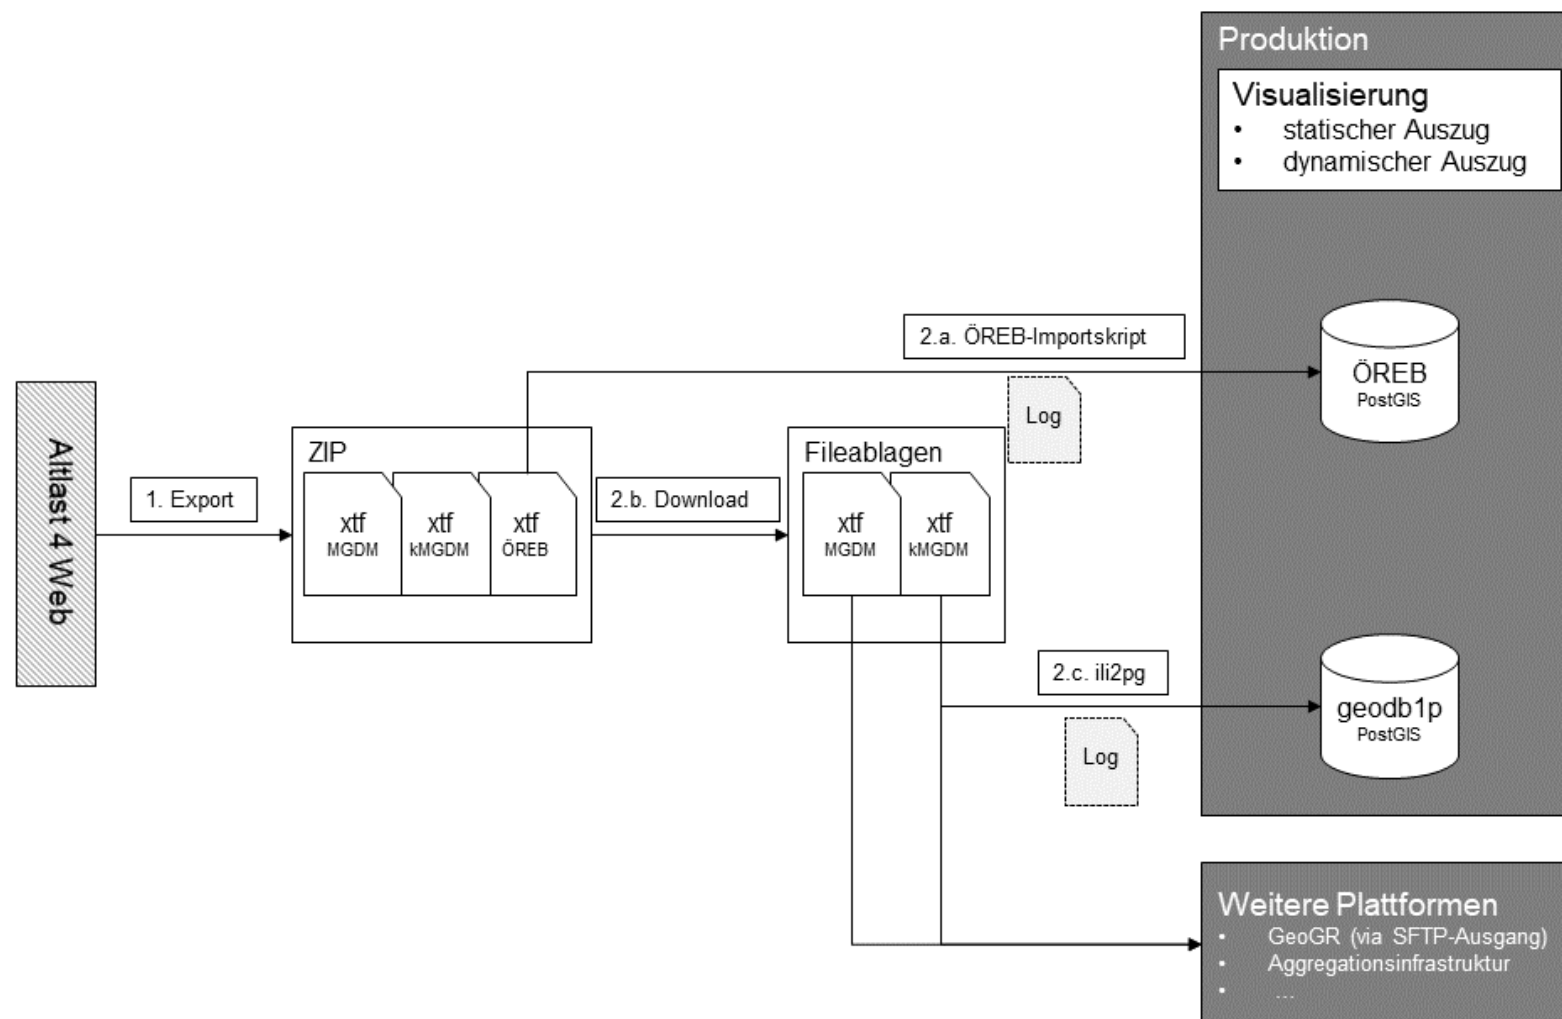 Produktion
Visualisierung
• statischer Auszug
• dynamischer Auszug
2.a. ÖREB-Importskript
ÖREB
PostGIS
Log
Altlast 4 Web
1. Export
ZIP
xtf
MGDM
xtf
kMGDM
xtf
ÖREB
2.b. Download
Fileablagen
xtf
MGDM
xtf
kMGDM
2.c. ili2pg
geodb1p
PostGIS
Log
Weitere Plattformen
• GeoGR (via SFTP-Ausgang)
• Aggregationsinfrastruktur
• ...